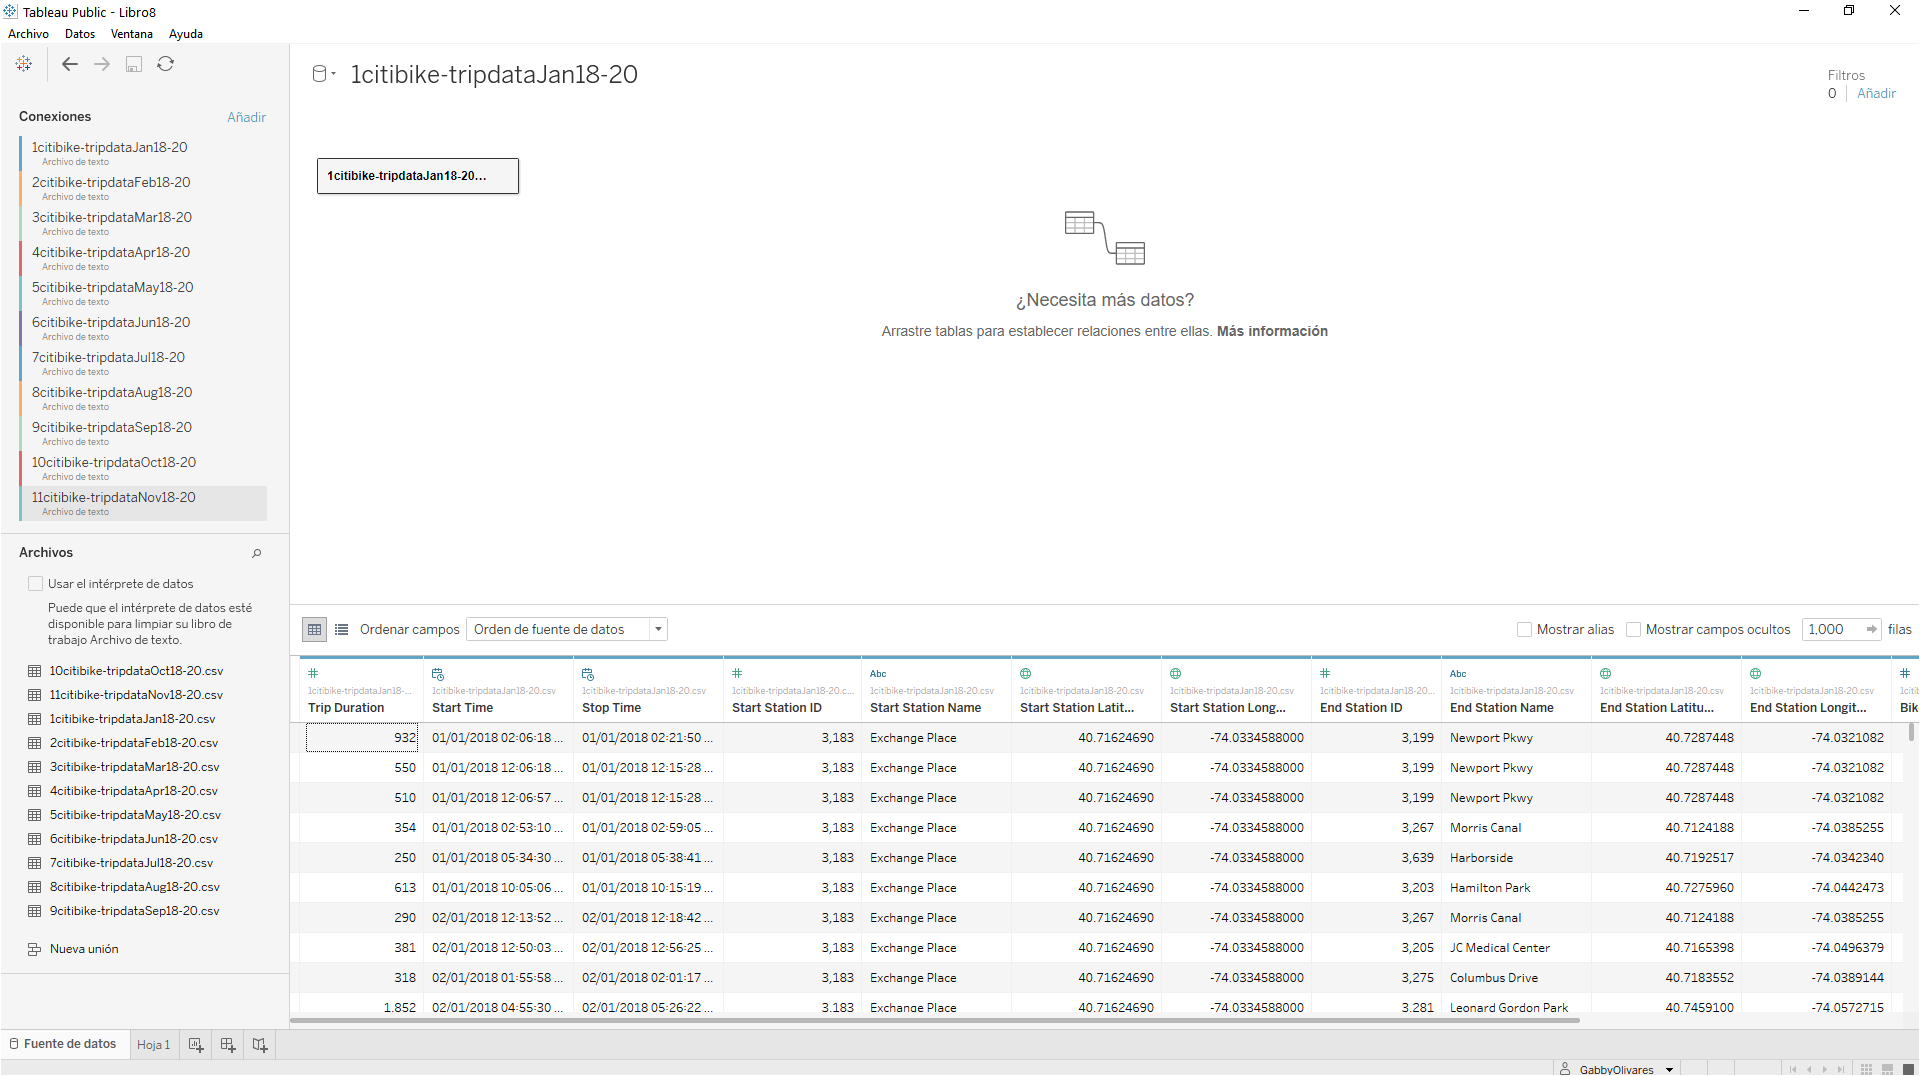 Tableau Public - Libro8
Archivo Datos Ventana Ayuda
Conexiones Añadir
1citibike-tripdataJan18-20
Archivo de texto
2citibike-tripdataFeb18-20
Archivo de texto
3citibike-tripdataMar18-20
Archivo de texto
4citibike-tripdataApr18-20
Archivo de texto
5citibike-tripdataMay18-20
Archivo de texto
6citibike-tripdataJun18-20
Archivo de texto
7citibike-tripdataJul18-20
Archivo de texto
8citibike-tripdataAug18-20
Archivo de texto
9citibike-tripdataSep18-20
Archivo de texto
10citibike-tripdataOct18-20
Archivo de texto
11citibike-tripdataNov18-20
Archivo de texto
Archivos
Usar el intérprete de datos
Puede que el intérprete de datos esté
disponible para limpiar su libro de
trabajo Archivo de texto.
10citibike-tripdataOct18-20.csv
11citibike-tripdataNov18-20.csv
1citibike-tripdataJan18-20.csv
2citibike-tripdataFeb18-20.csv
3citibike-tripdataMar18-20.csv
4citibike-tripdataApr18-20.csv
5citibike-tripdataMay18-20.csv
6citibike-tripdataJun18-20.csv
7citibike-tripdataJul18-20.csv
8citibike-tripdataAug18-20.csv
9citibike-tripdataSep18-20.csv
Nueva unión
1citibike-tripdataJan18-20
Filtros
0 Añadir
1citibike-tripdataJan18-20...
¿Necesita más datos?
Arrastre tablas para establecer relaciones entre ellas. Más información
Ordenar campos Orden de fuente de datos Mostrar alias Mostrar campos ocultos 1,000 filas
Abc Abc
1citibike-tripdataJan18-... 1citibike-tripdataJan18-20.csv 1citibike-tripdataJan18-20.csv 1citibike-tripdataJan18-20.c... 1citibike-tripdataJan18-20.csv 1citibike-tripdataJan18-20.csv 1citibike-tripdataJan18-20.csv 1citibike-tripdataJan18-20... 1citibike-tripdataJan18-20.csv 1citibike-tripdataJan18-20.csv 1citibike-tripdataJan18-20.csv 1citi
Trip Duration Start Time Stop Time Start Station ID Start Station Name Start Station Latit... Start Station Long... End Station ID End Station Name End Station Latitu... End Station Longit... Bik
932 01/01/2018 02:06:18 ... 01/01/2018 02:21:50 ... 3,183 Exchange Place 40.71624690 -74.0334588000 3,199 Newport Pkwy 40.7287448 -74.0321082
550 01/01/2018 12:06:18 ... 01/01/2018 12:15:28 ... 3,183 Exchange Place 40.71624690 -74.0334588000 3,199 Newport Pkwy 40.7287448 -74.0321082
510 01/01/2018 12:06:57 ... 01/01/2018 12:15:28 ... 3,183 Exchange Place 40.71624690 -74.0334588000 3,199 Newport Pkwy 40.7287448 -74.0321082
354 01/01/2018 02:53:10 ... 01/01/2018 02:59:05 ... 3,183 Exchange Place 40.71624690 -74.0334588000 3,267 Morris Canal 40.7124188 -74.0385255
250 01/01/2018 05:34:30 ... 01/01/2018 05:38:41 ... 3,183 Exchange Place 40.71624690 -74.0334588000 3,639 Harborside 40.7192517 -74.0342340
613 01/01/2018 10:05:06 ... 01/01/2018 10:15:19 ... 3,183 Exchange Place 40.71624690 -74.0334588000 3,203 Hamilton Park 40.7275960 -74.0442473
290 02/01/2018 12:13:52 ... 02/01/2018 12:18:42 ... 3,183 Exchange Place 40.71624690 -74.0334588000 3,267 Morris Canal 40.7124188 -74.0385255
381 02/01/2018 12:50:03 ... 02/01/2018 12:56:25 ... 3,183 Exchange Place 40.71624690 -74.0334588000 3,205 JC Medical Center 40.7165398 -74.0496379
318 02/01/2018 01:55:58 ... 02/01/2018 02:01:17 ... 3,183 Exchange Place 40.71624690 -74.0334588000 3,275 Columbus Drive 40.7183552 -74.0389144
1,852 02/01/2018 04:55:30 ... 02/01/2018 05:26:22 ... 3,183 Exchange Place 40.71624690 -74.0334588000 3,281 Leonard Gordon Park 40.7459100 -74.0572715
Fuente de datos Hoja 1
GabbyOlivares